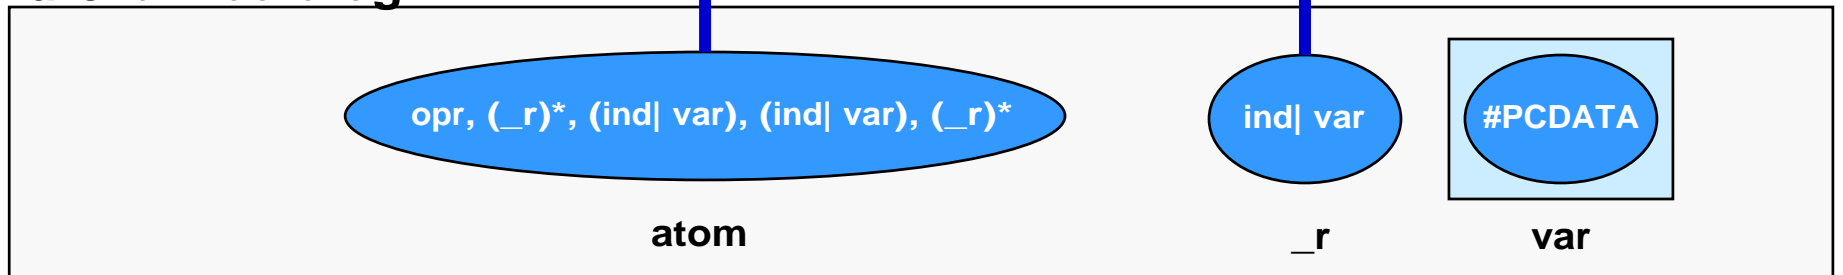 opr, (_r)*, (ind| var), (ind| var), (_r)*
ind| var
#PCDATA
atom
_r
var